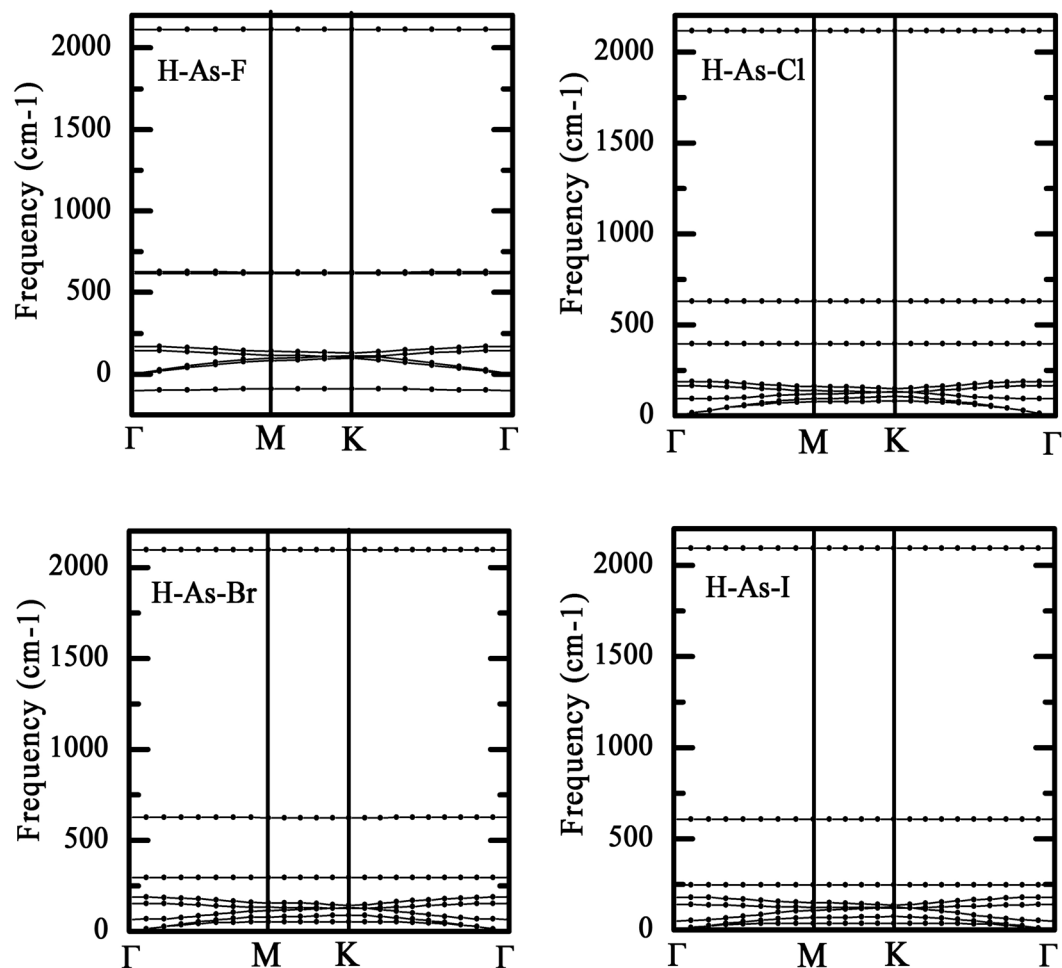 H-As-F
Frequency (cm-1)
2000
1500
1000
500
0
Γ M K Γ
H-As-Cl
Frequency (cm-1)
2000
1500
1000
500
0
Γ M K Γ
H-As-Br
Frequency (cm-1)
2000
1500
1000
500
0
Γ M K Γ
H-As-I
Frequency (cm-1)
2000
1500
1000
500
0
Γ M K Γ